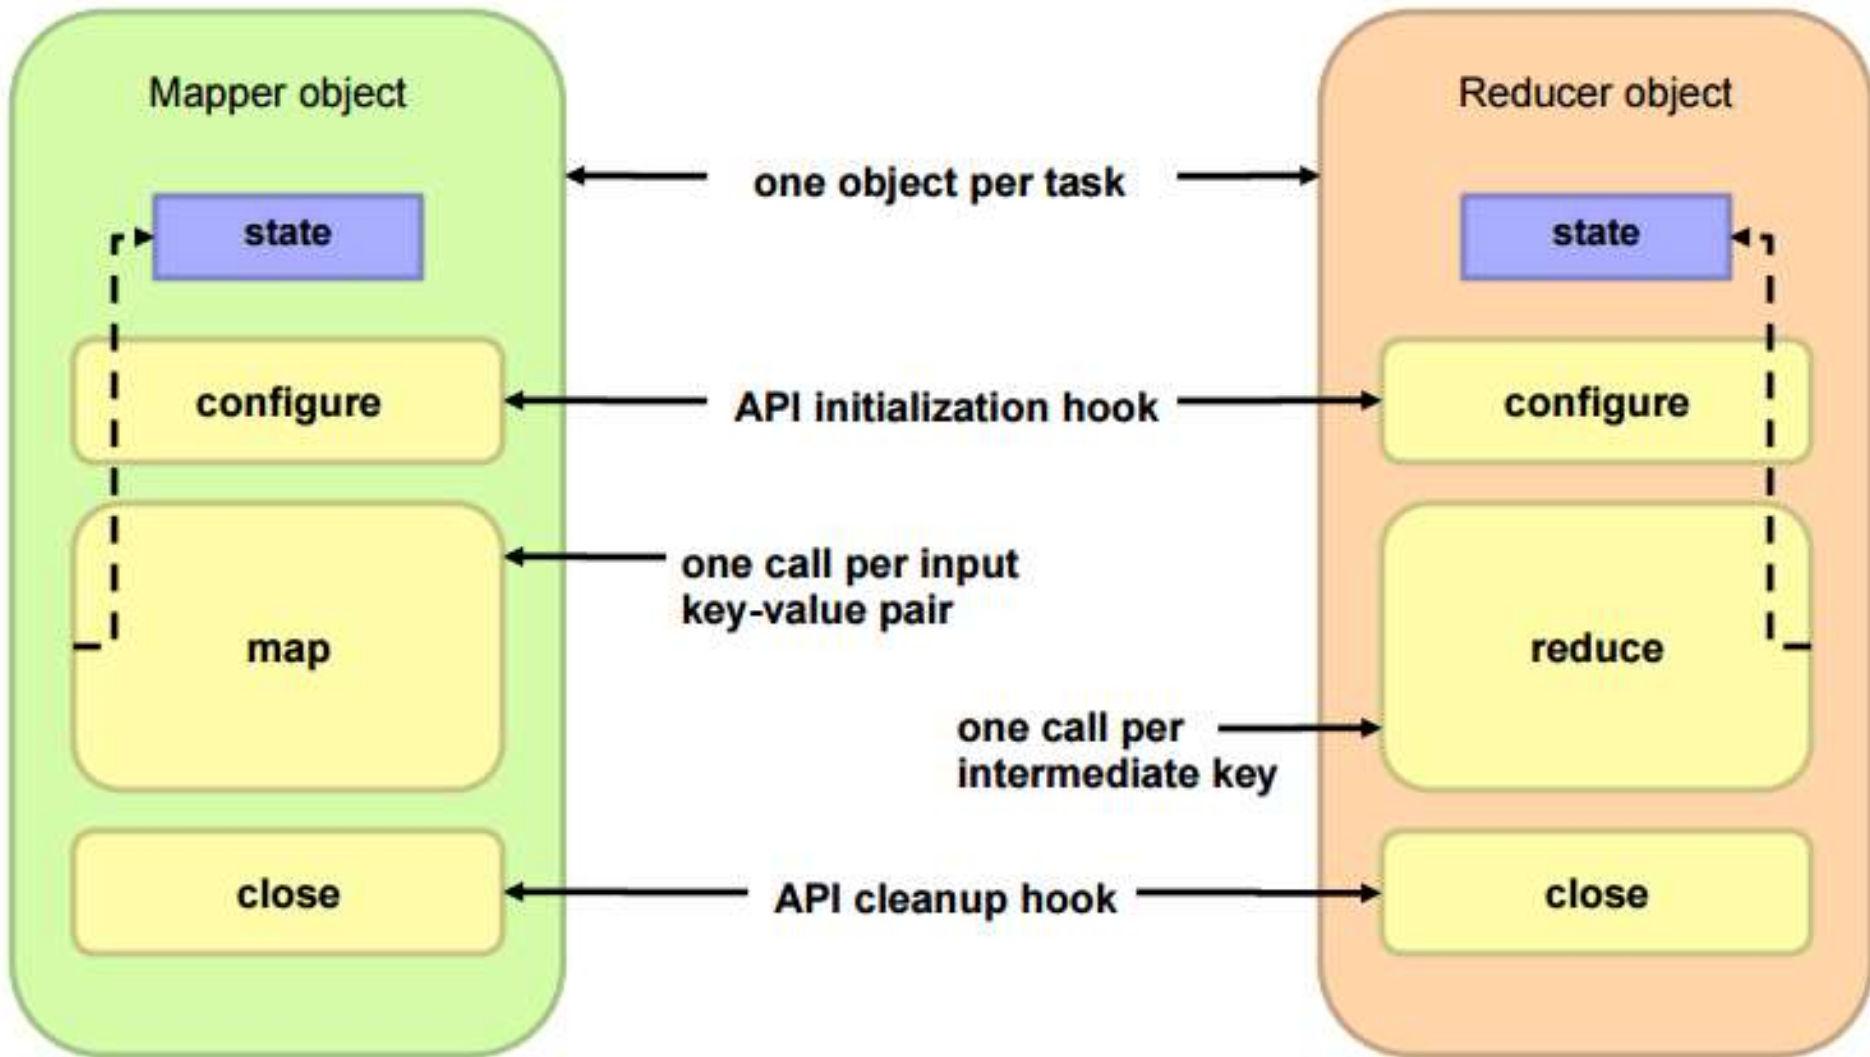 Mapper object
Reducer object
one object per task
state
state
configure
API initialization hook
configure
one call per input
key-value pair
map
reduce
one call per
intermediate key
close
API cleanup hook
close